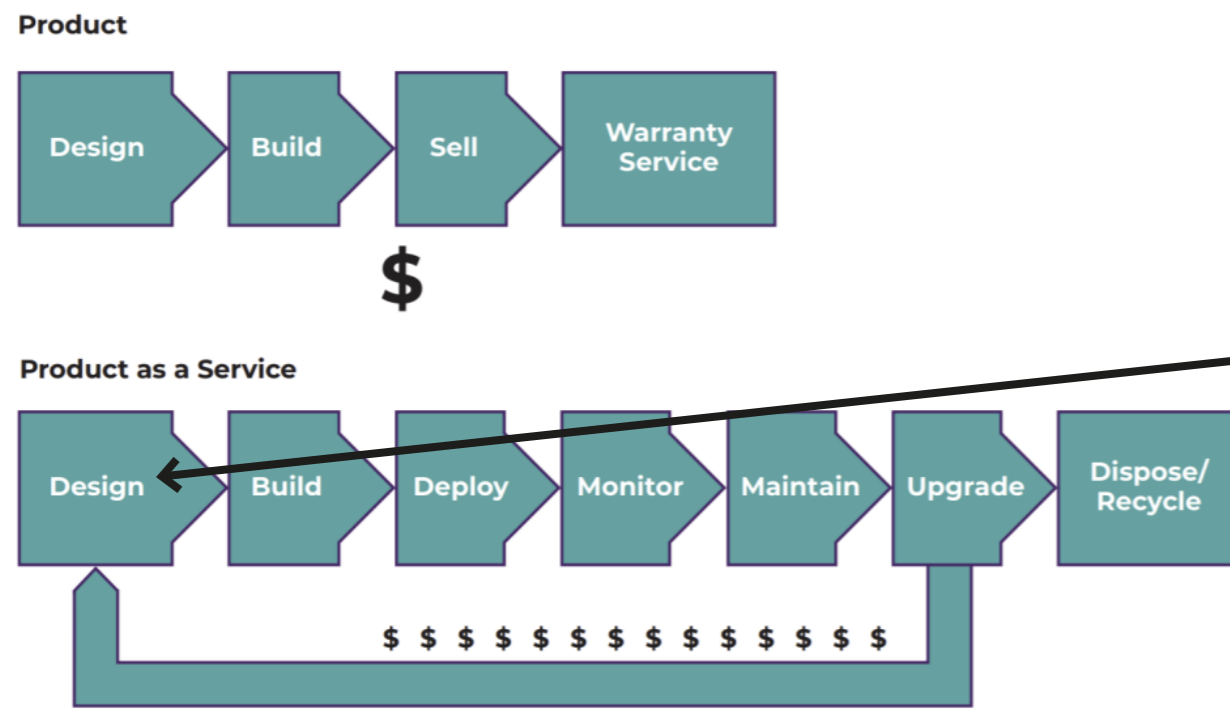 Product
Design
Build
Sell
Warranty
Service
$
Product as a Service
Design
Build
Deploy
Monitor
Maintain
Upgrade
Dispose/
Recycle
$ $ $ $ $ $ $ $ $ $ $ $ $ $